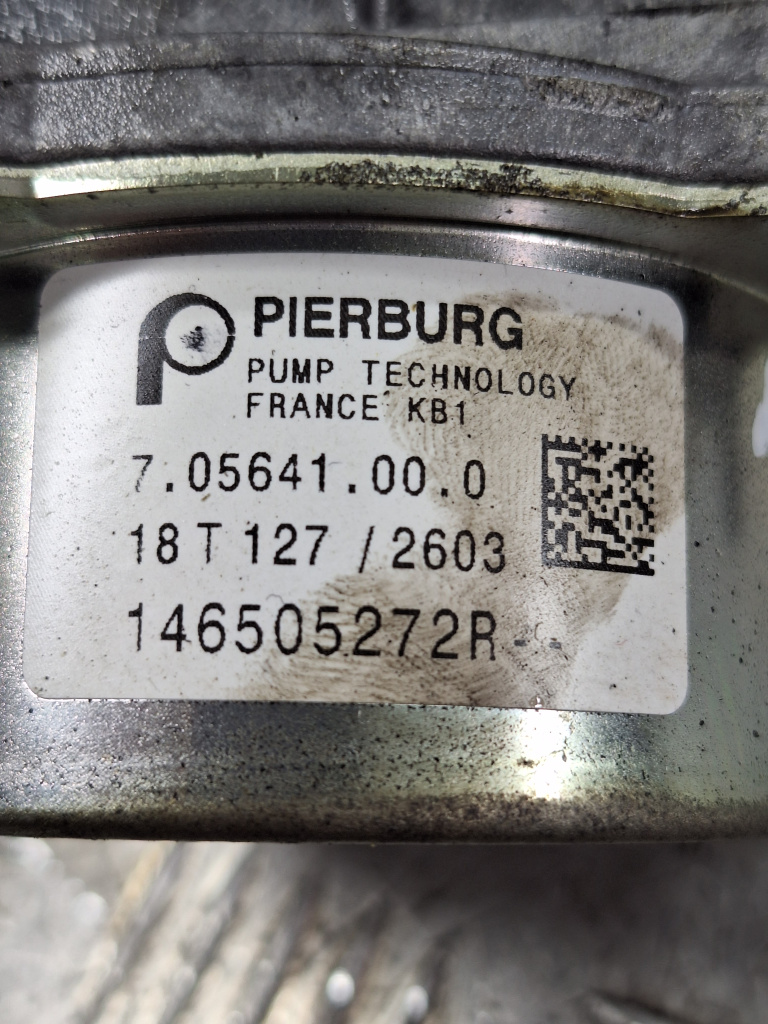 PIERBURG
PUMP TECHNOLOGY
FRANCE KB1
7.05641.00.0
18 T 127 / 2603
146505272R--